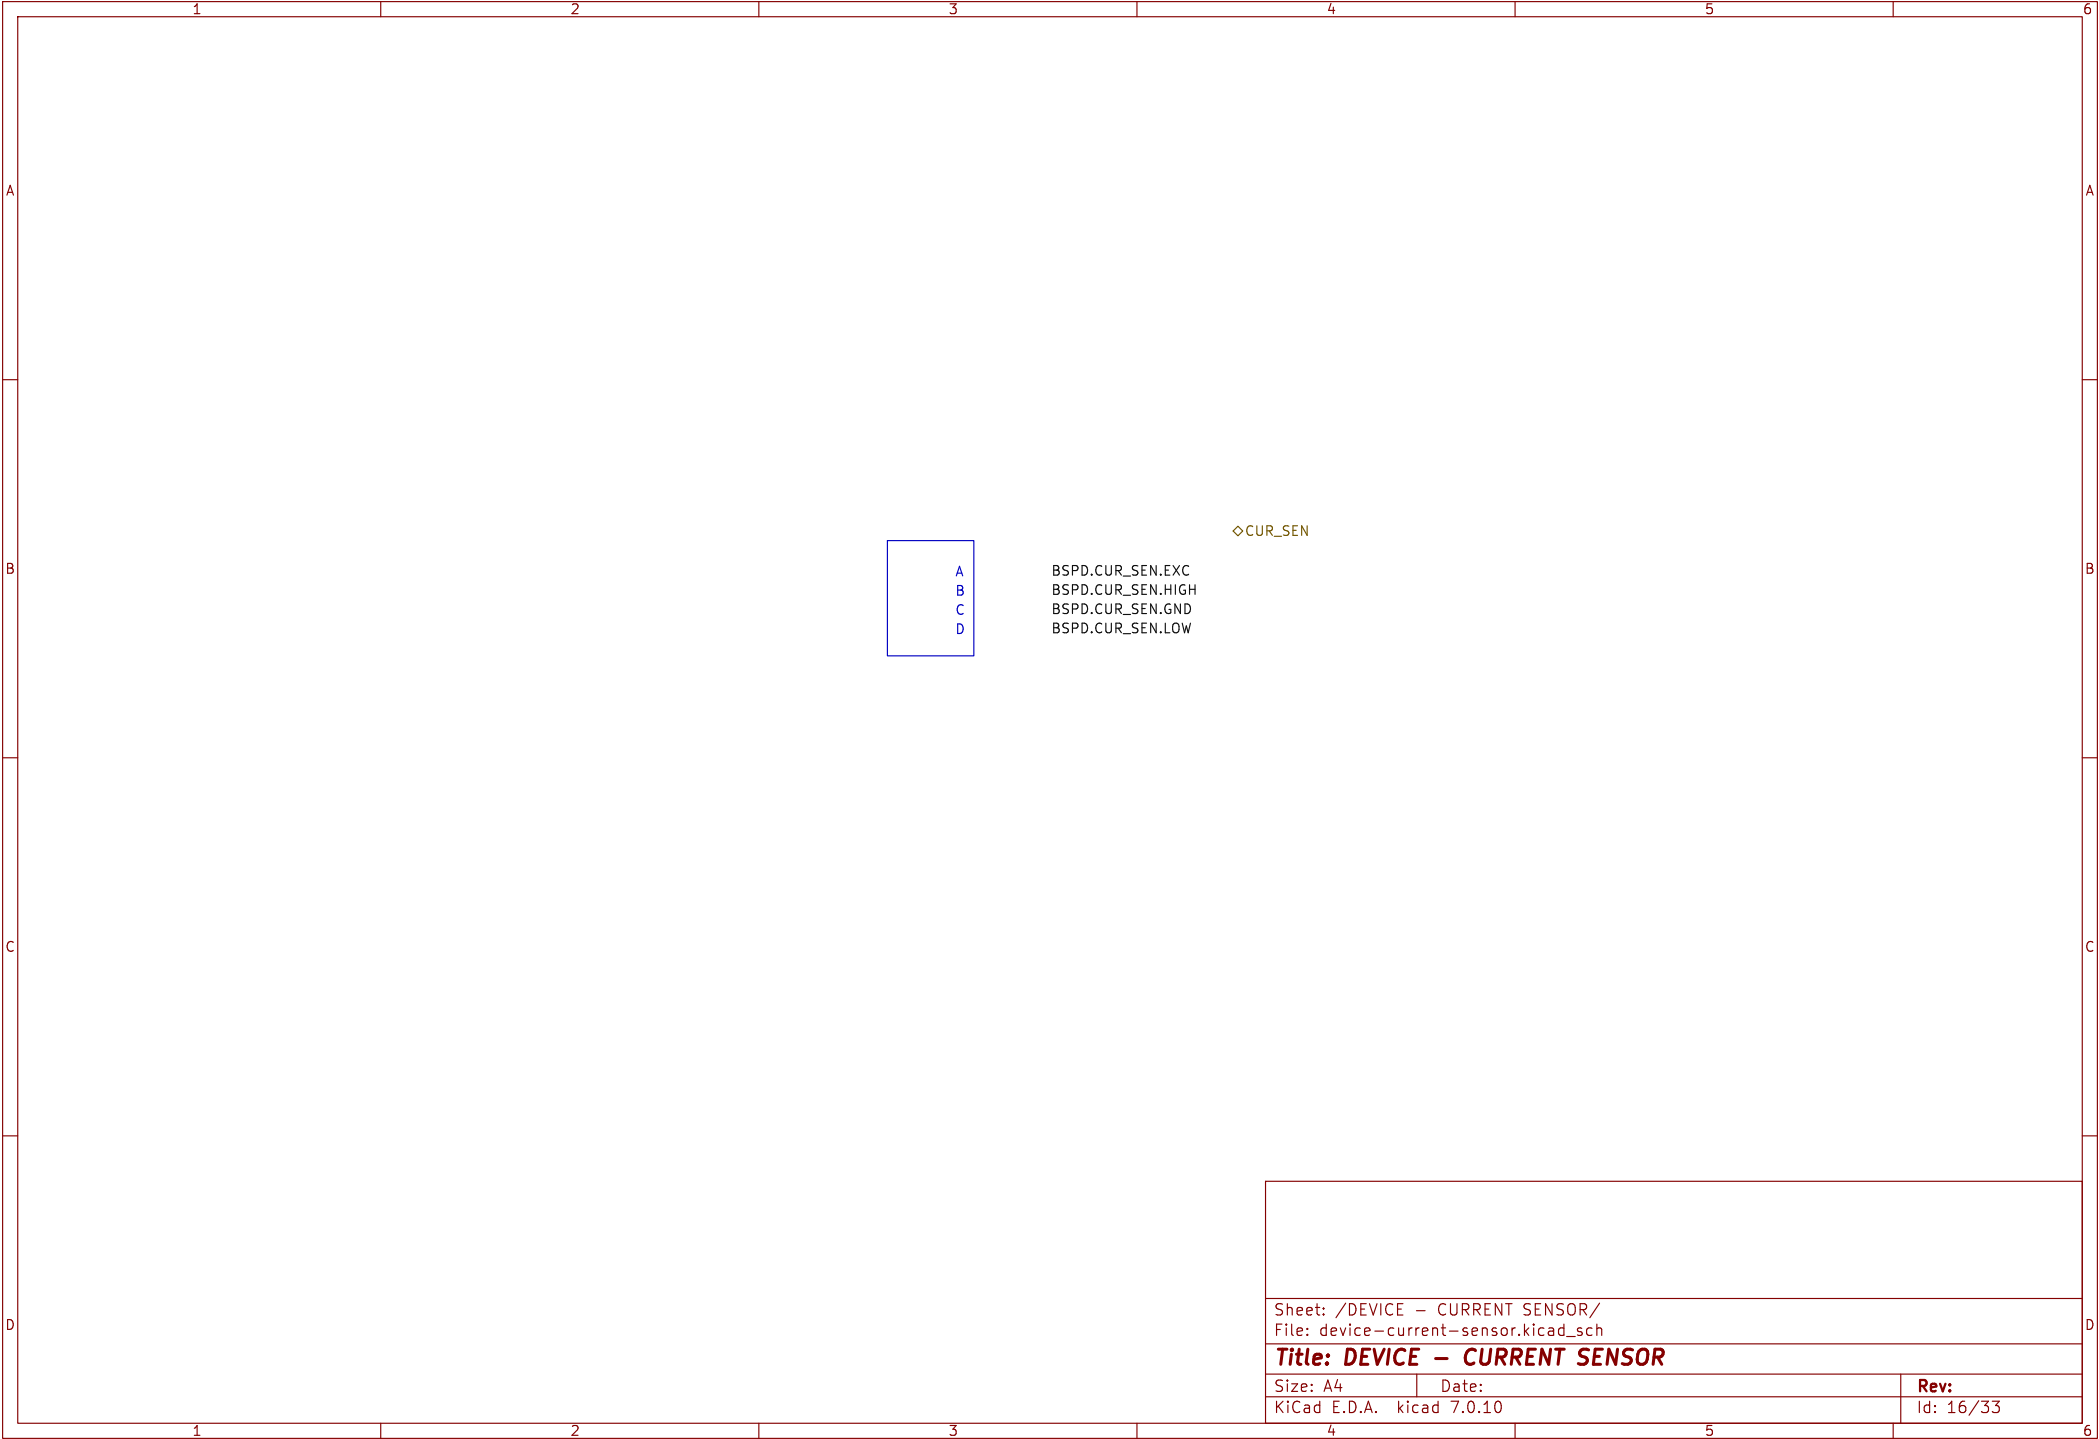 1 2 3 4 5 6
A A
CUR_SEN
B B
A BSPD.CUR_SEN.EXC
B BSPD.CUR_SEN.HIGH
C BSPD.CUR_SEN.GND
D BSPD.CUR_SEN.LOW
C C
Sheet: /DEVICE - CURRENT SENSOR/
D D
File: device-current-sensor.kicad_sch
Title: DEVICE - CURRENT SENSOR
Size: A4 Date: Rev:
KiCad E.D.A. kicad 7.0.10 Id: 16/33
1 2 3 4 5 6